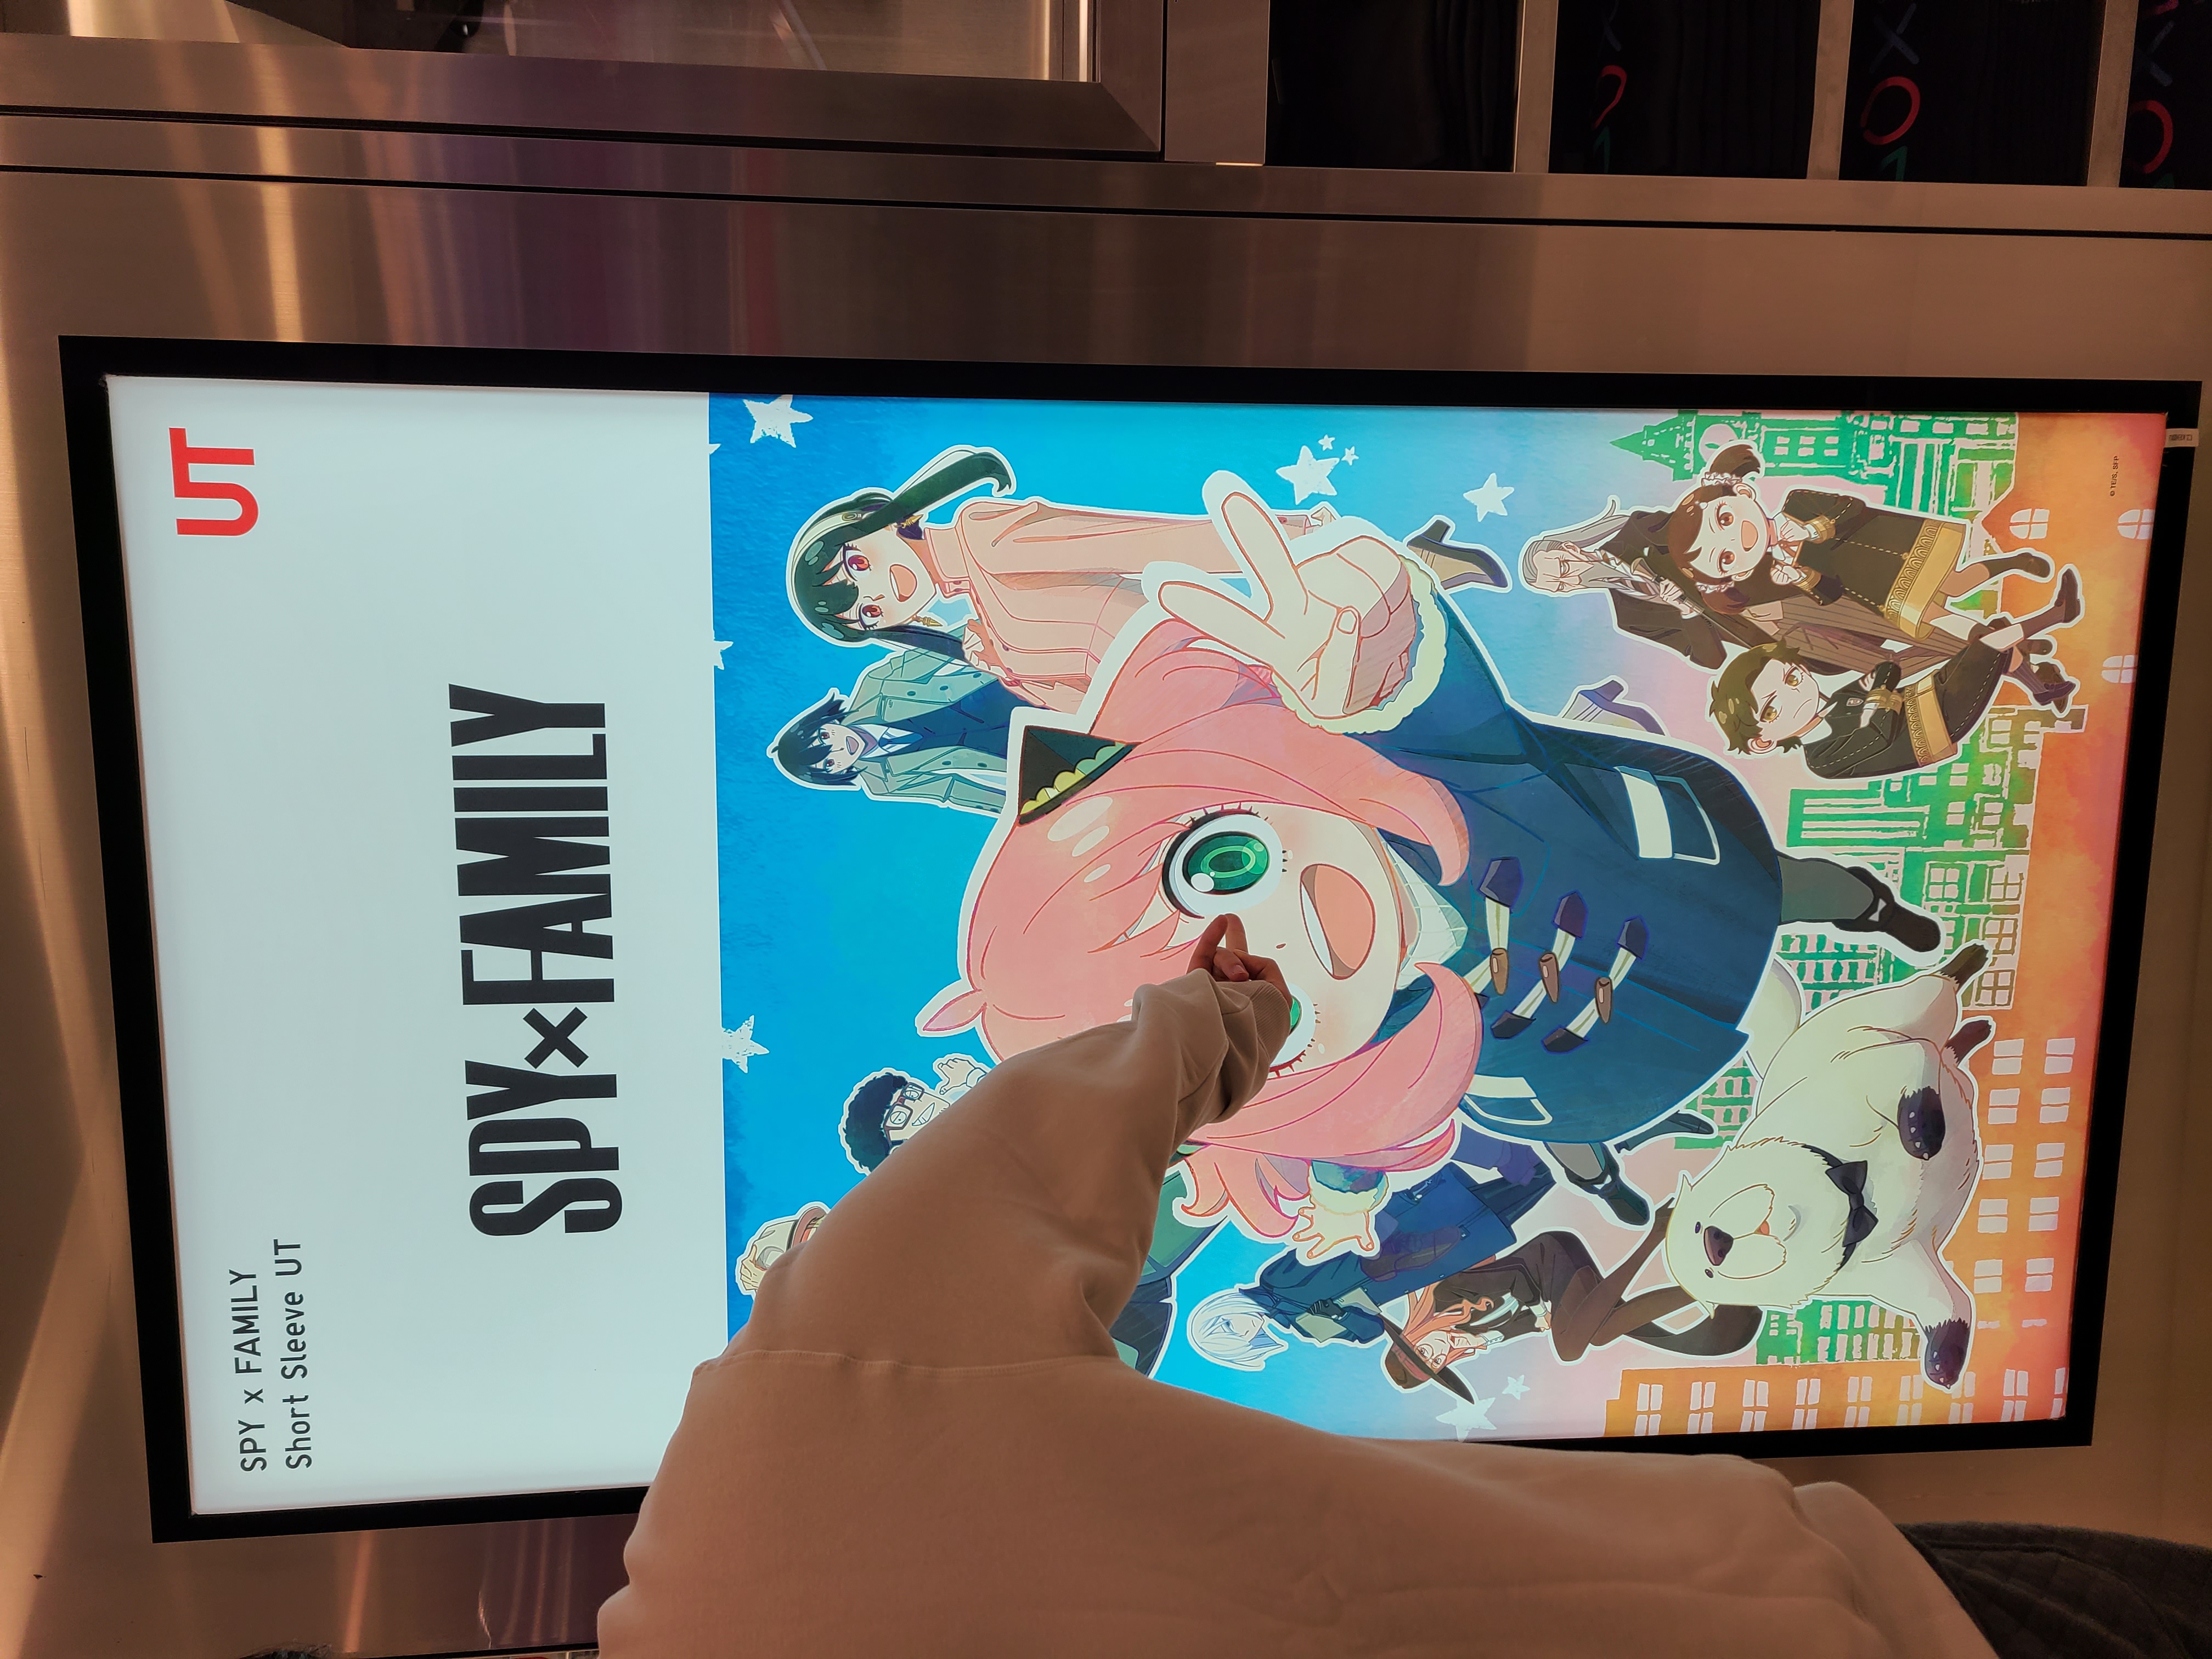 SPY x FAMILY
Short Sleeve UT
UT
SPY×FAMILY
© TE/S, SFP